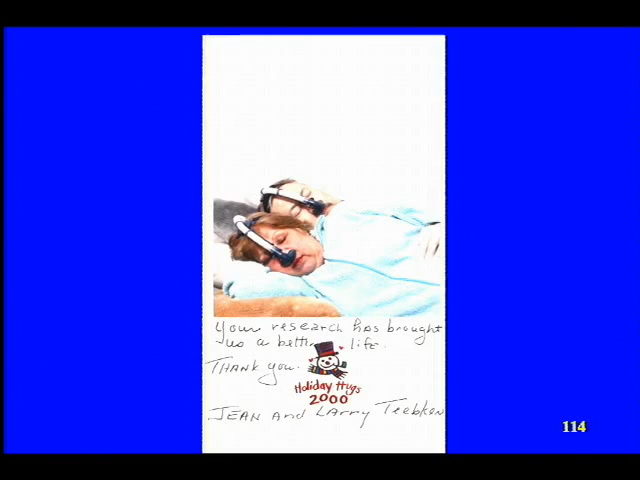 Your research has brought
us a better life.
THANK you.
Holiday Hugs
2000
JEAN and LARRY Teebken
114